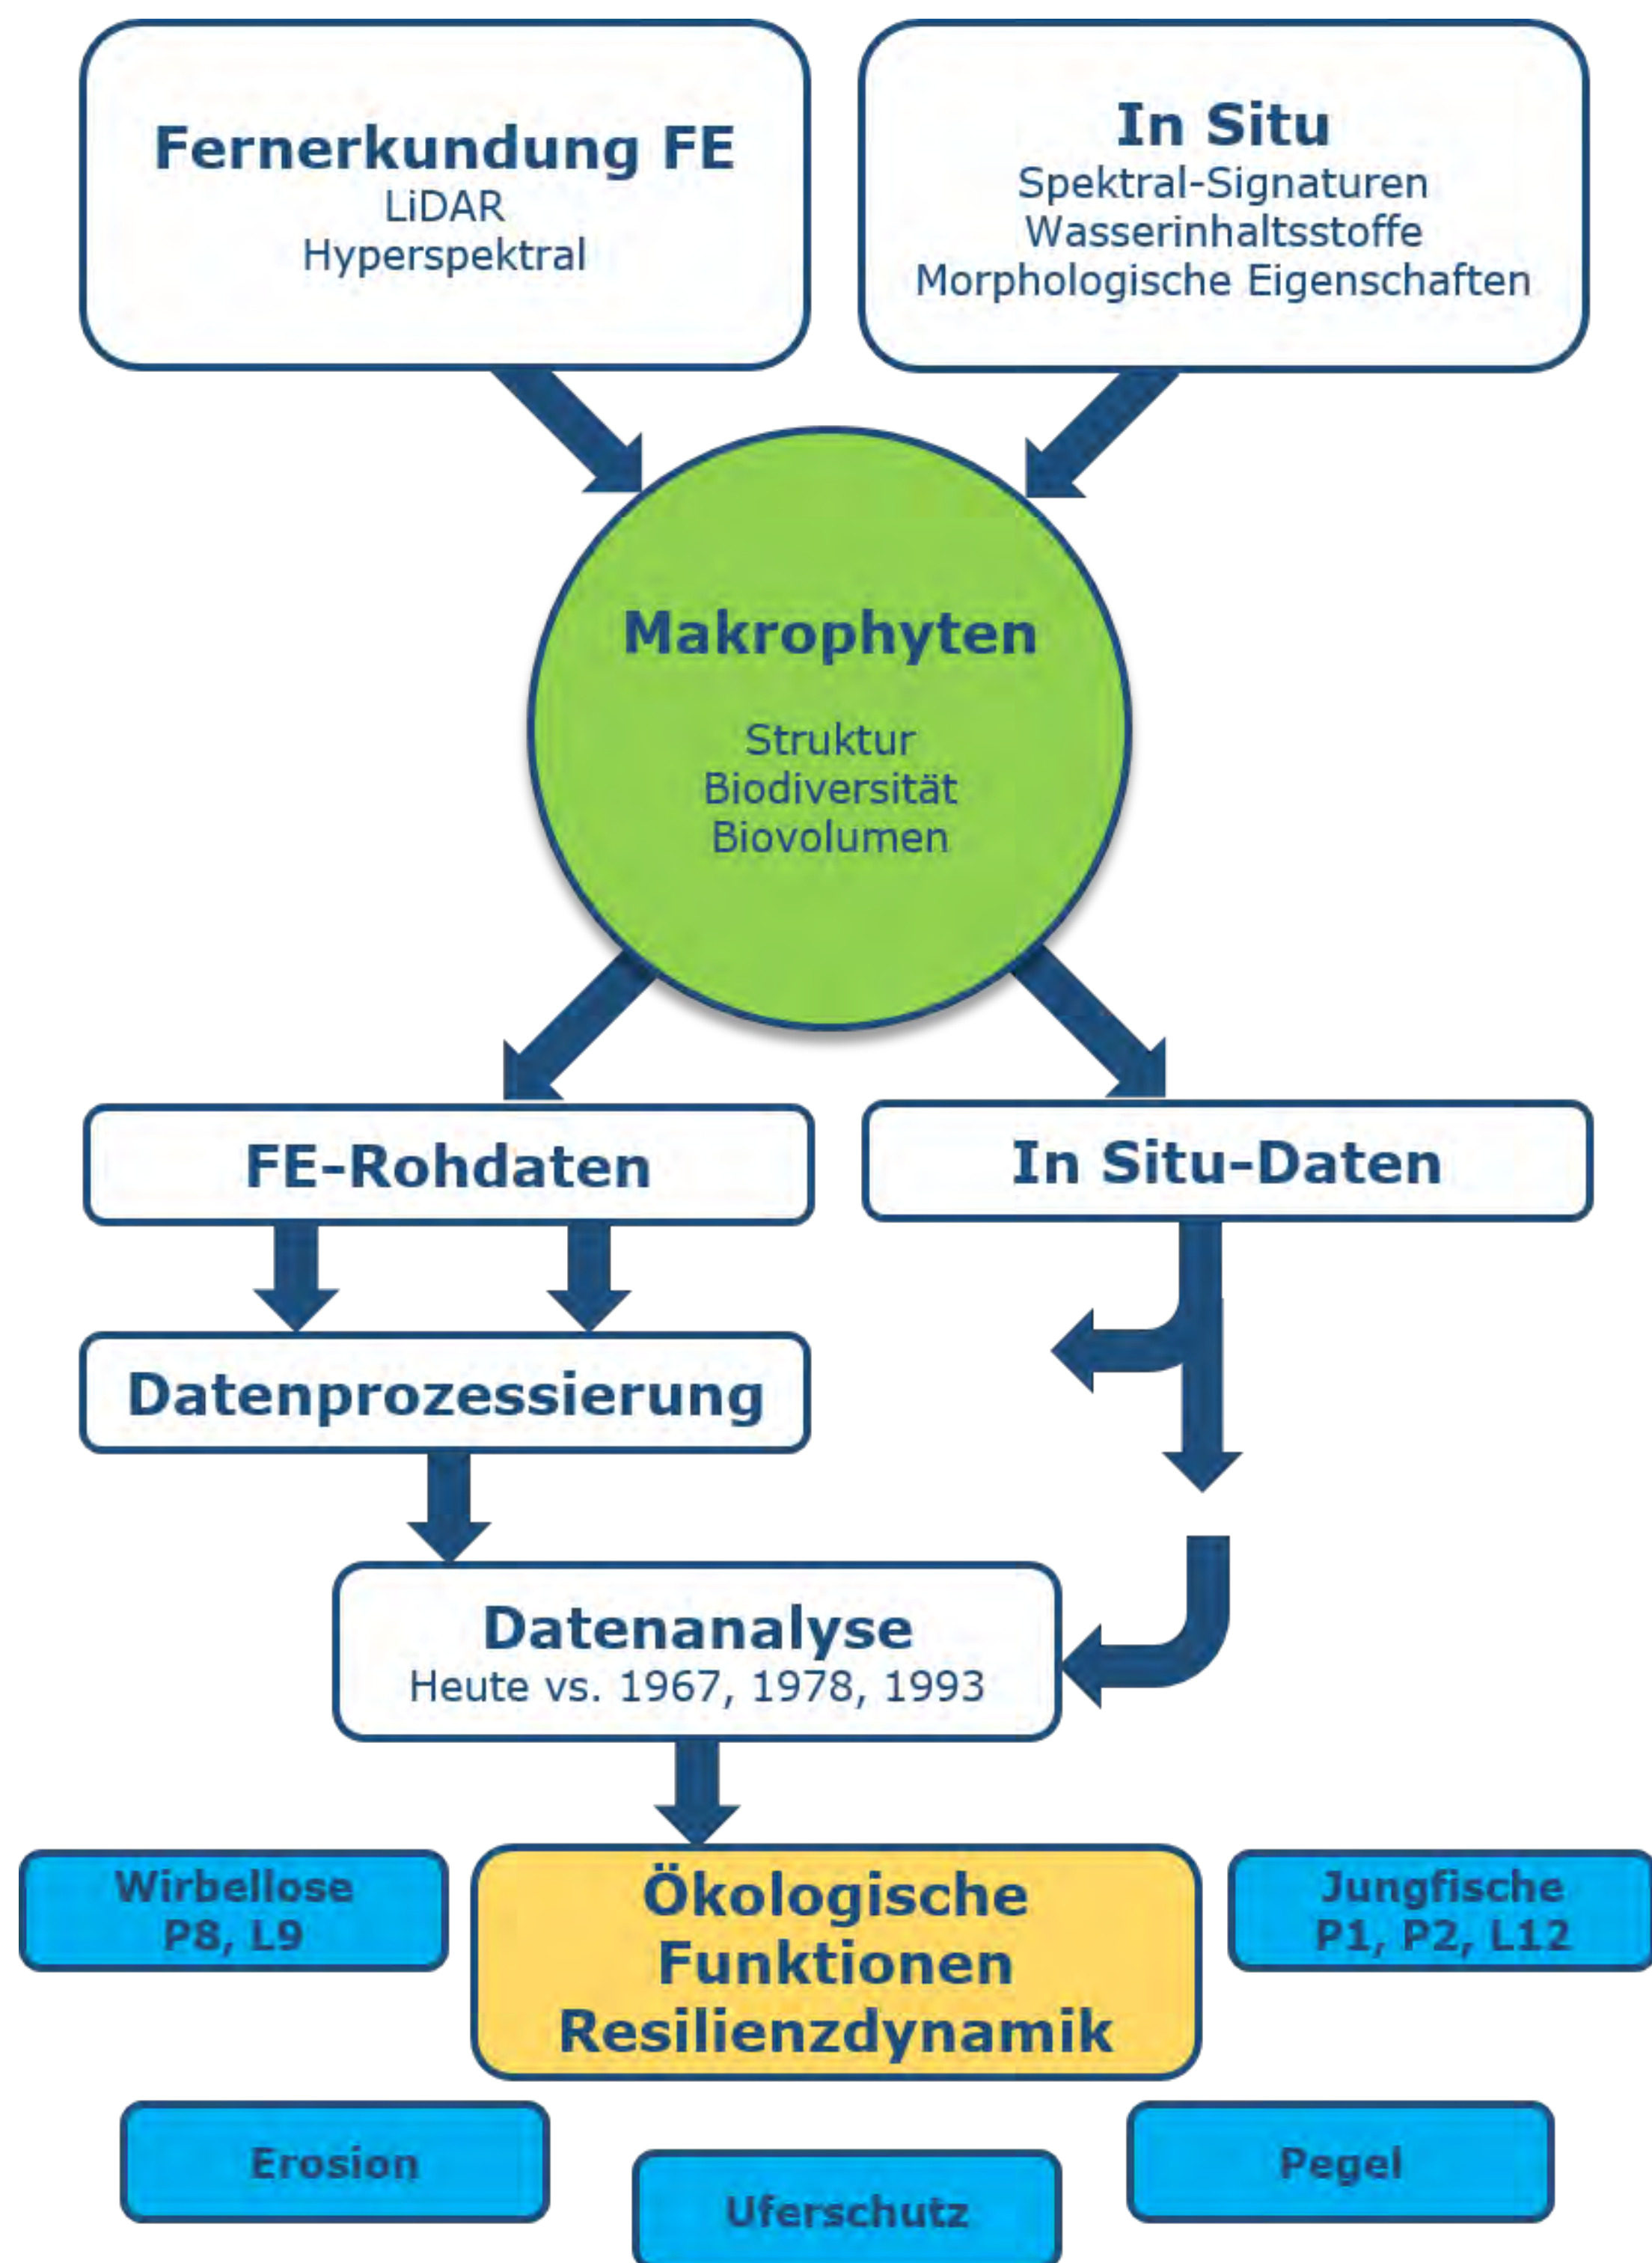 Fernerkundung FE
LiDAR
Hyperspektral
In Situ
Spektral-Signaturen
Wasserinhaltsstoffe
Morphologische Eigenschaften
Makrophyten
Struktur
Biodiversität
Biovolumen
FE-Rohdaten
In Situ-Daten
Datenprozessierung
Datenanalyse
Heute vs. 1967, 1978, 1993
Wirbellose
P8, L9
Ökologische
Funktionen
Resilienzdynamik
Jungfische
P1, P2, L12
Erosion
Uferschutz
Pegel